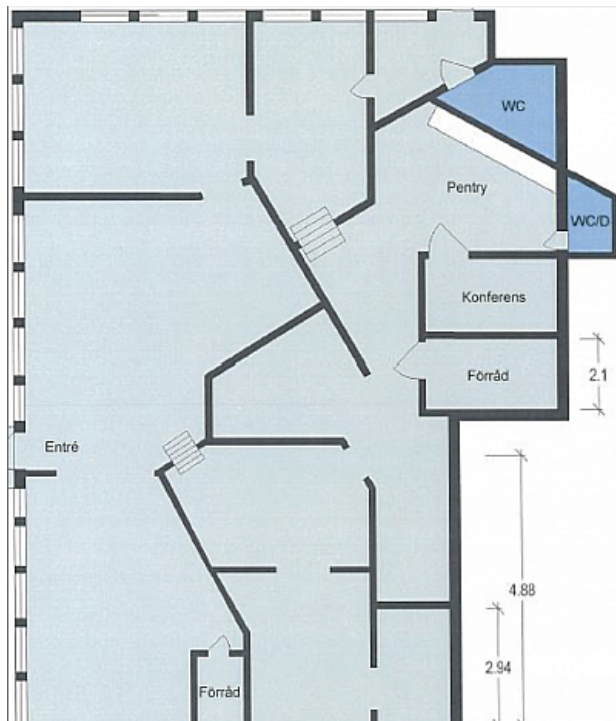 WC
Pentry
WC/D
Konferens
Förråd
2.1
Entré
4.88
2.94
Förråd